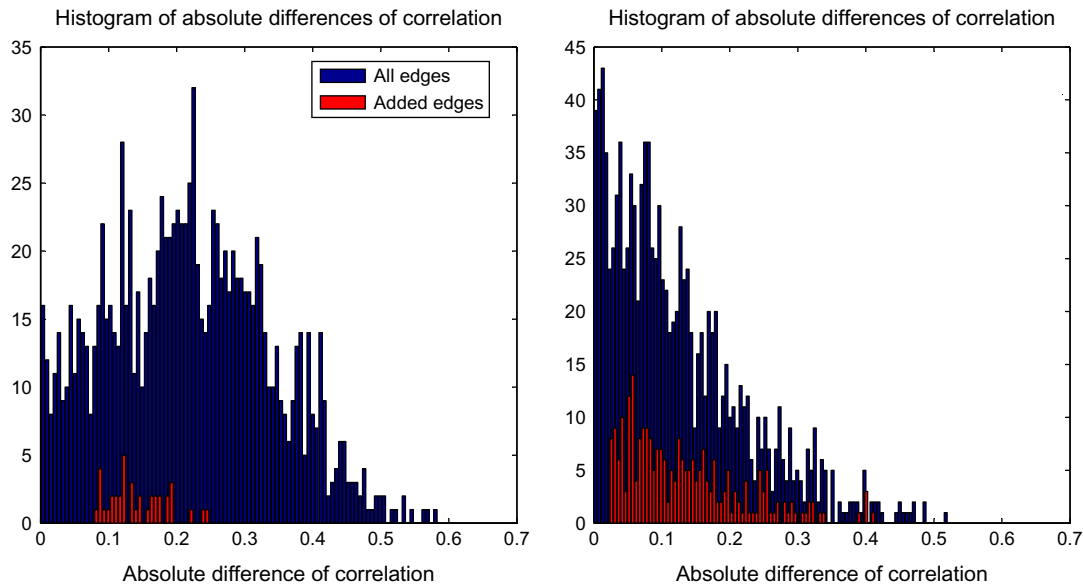 Histogram of absolute differences of correlation
35
30
25
20
15
10
5
0
All edges
Added edges
0 0.1 0.2 0.3 0.4 0.5 0.6 0.7
Absolute difference of correlation
Histogram of absolute differences of correlation
45
40
35
30
25
20
15
10
5
0
0 0.1 0.2 0.3 0.4 0.5 0.6 0.7
Absolute difference of correlation